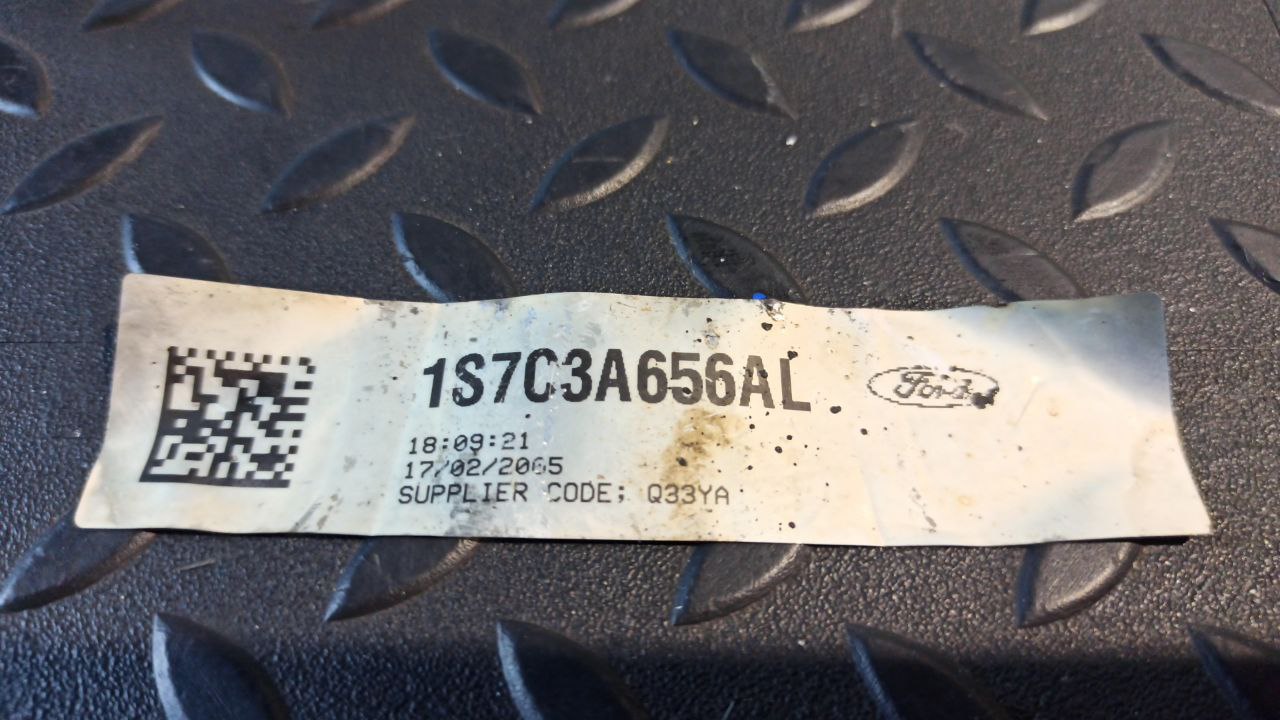 1S7C3A656AL
Ford
18:09:21
17/02/2005
SUPPLIER CODE; Q33YA